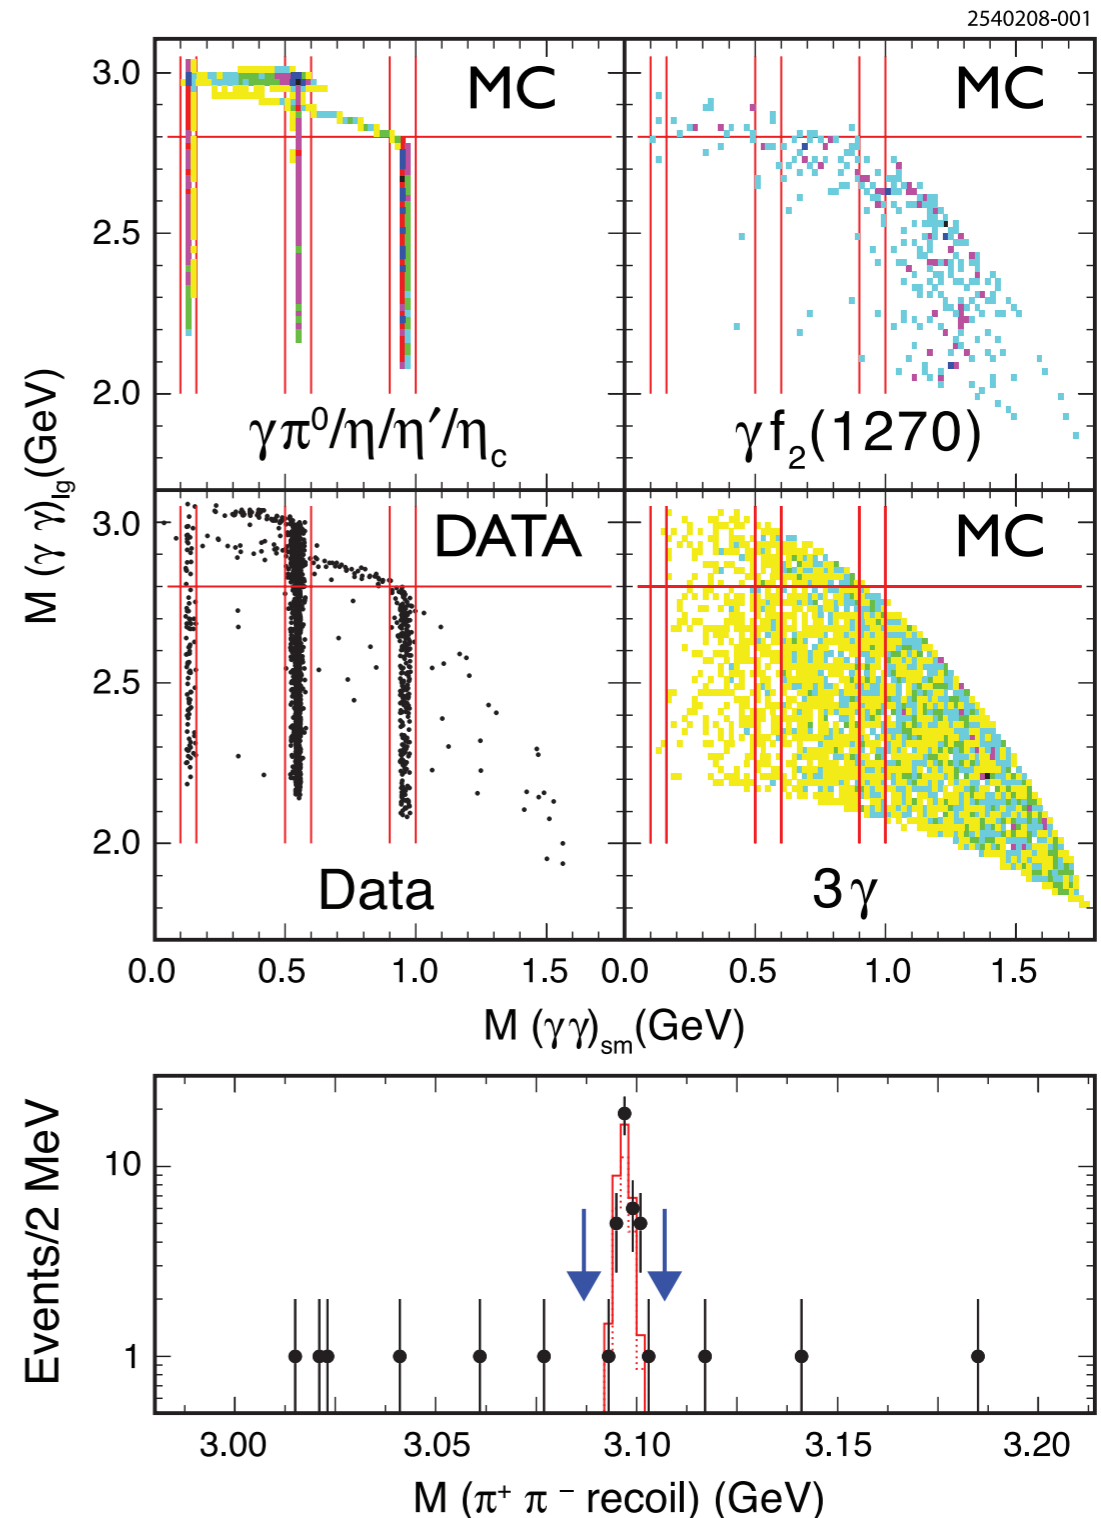 2540208-001
MC
MC
3.0
2.5
2.0
γπ⁰/η/η′/η_c
γf₂(1270)
M (γ γ)_lg (GeV)
DATA
MC
3.0
2.5
2.0
Data
3γ
0.0 0.5 1.0 1.5 0.0 0.5 1.0 1.5
M (γγ)_sm (GeV)
Events/2 MeV
10
1
3.00 3.05 3.10 3.15 3.20
M (π⁺ π⁻ recoil) (GeV)